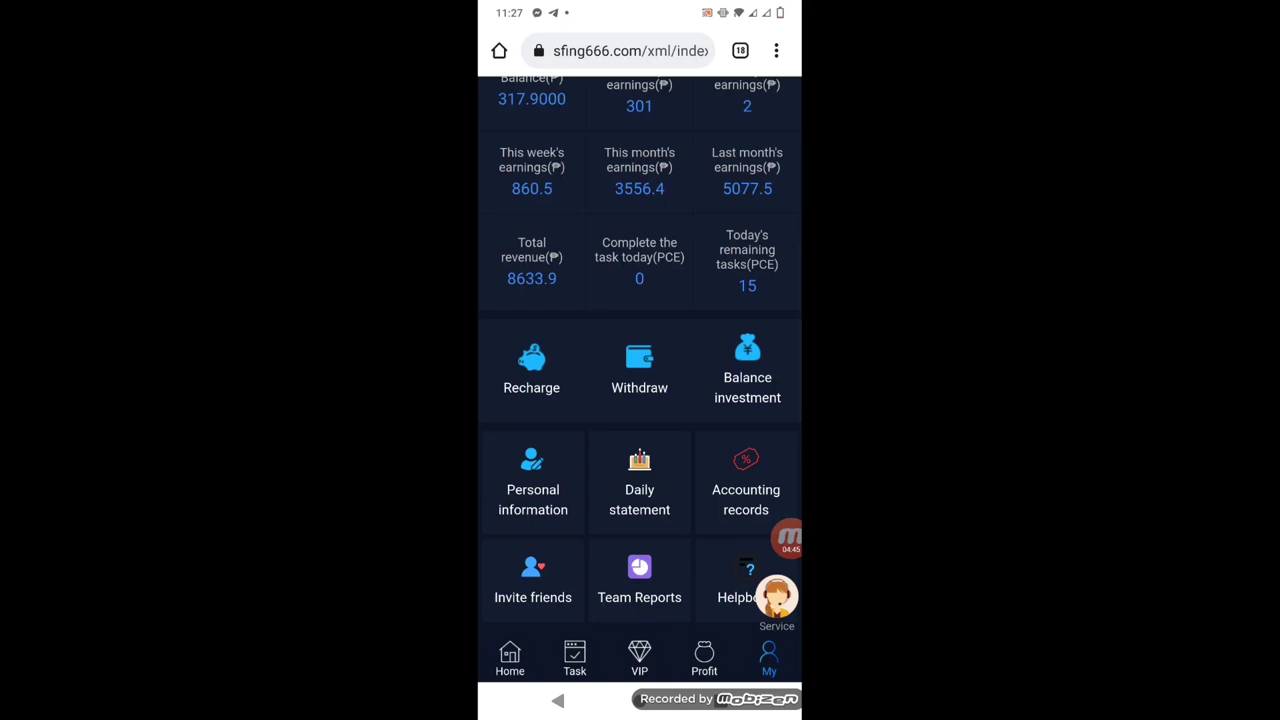 11:27
sfing666.com/xml/index
18
Balance(₱)
earnings(₱)
earnings(₱)
317.9000
301
2
This week's
earnings(₱)
860.5
This month's
earnings(₱)
3556.4
Last month's
earnings(₱)
5077.5
Total
revenue(₱)
8633.9
Complete the
task today(PCE)
0
Today's
remaining
tasks(PCE)
15
Recharge
Withdraw
Balance
investment
Personal
information
Daily
statement
Accounting
records
04:45
Invite friends
Team Reports
Service
Home
Task
VIP
Profit
My
Recorded by mobizen